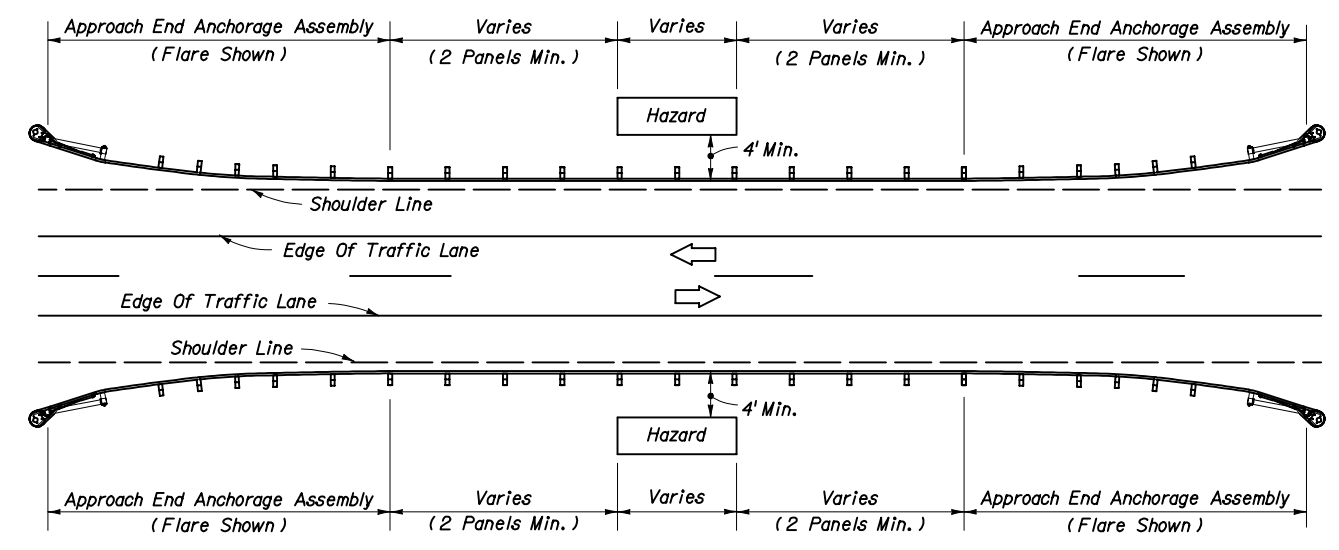 Approach End Anchorage Assembly
(Flare Shown)
Varies
(2 Panels Min.)
Varies
Varies
(2 Panels Min.)
Approach End Anchorage Assembly
(Flare Shown)
Hazard
4' Min.
Shoulder Line
Edge Of Traffic Lane
Edge Of Traffic Lane
Shoulder Line
4' Min.
Hazard
Approach End Anchorage Assembly
(Flare Shown)
Varies
(2 Panels Min.)
Varies
Varies
(2 Panels Min.)
Approach End Anchorage Assembly
(Flare Shown)